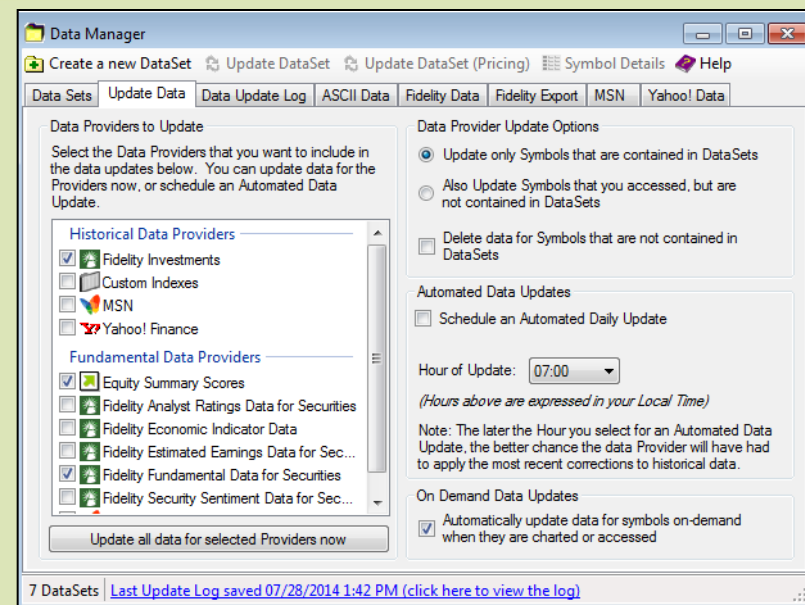 Data Manager
Create a new DataSet Update DataSet Update DataSet (Pricing) Symbol Details Help
Data Sets Update Data Data Update Log ASCII Data Fidelity Data Fidelity Export MSN Yahoo! Data
Data Providers to Update
Select the Data Providers that you want to include in
the data updates below. You can update data for the
Providers now, or schedule an Automated Data
Update.
Historical Data Providers
Fidelity Investments
Custom Indexes
MSN
Yahoo! Finance
Fundamental Data Providers
Equity Summary Scores
Fidelity Analyst Ratings Data for Securities
Fidelity Economic Indicator Data
Fidelity Estimated Earnings Data for Sec...
Fidelity Fundamental Data for Securities
Fidelity Security Sentiment Data for Sec...
Update all data for selected Providers now
Data Provider Update Options
Update only Symbols that are contained in DataSets
Also Update Symbols that you accessed, but are
not contained in DataSets
Delete data for Symbols that are not contained in
DataSets
Automated Data Updates
Schedule an Automated Daily Update
Hour of Update: 07:00
(Hours above are expressed in your Local Time)
Note: The later the Hour you select for an Automated Data
Update, the better chance the data Provider will have had
to apply the most recent corrections to historical data.
On Demand Data Updates
Automatically update data for symbols on-demand
when they are charted or accessed
7 DataSets Last Update Log saved 07/28/2014 1:42 PM (click here to view the log)